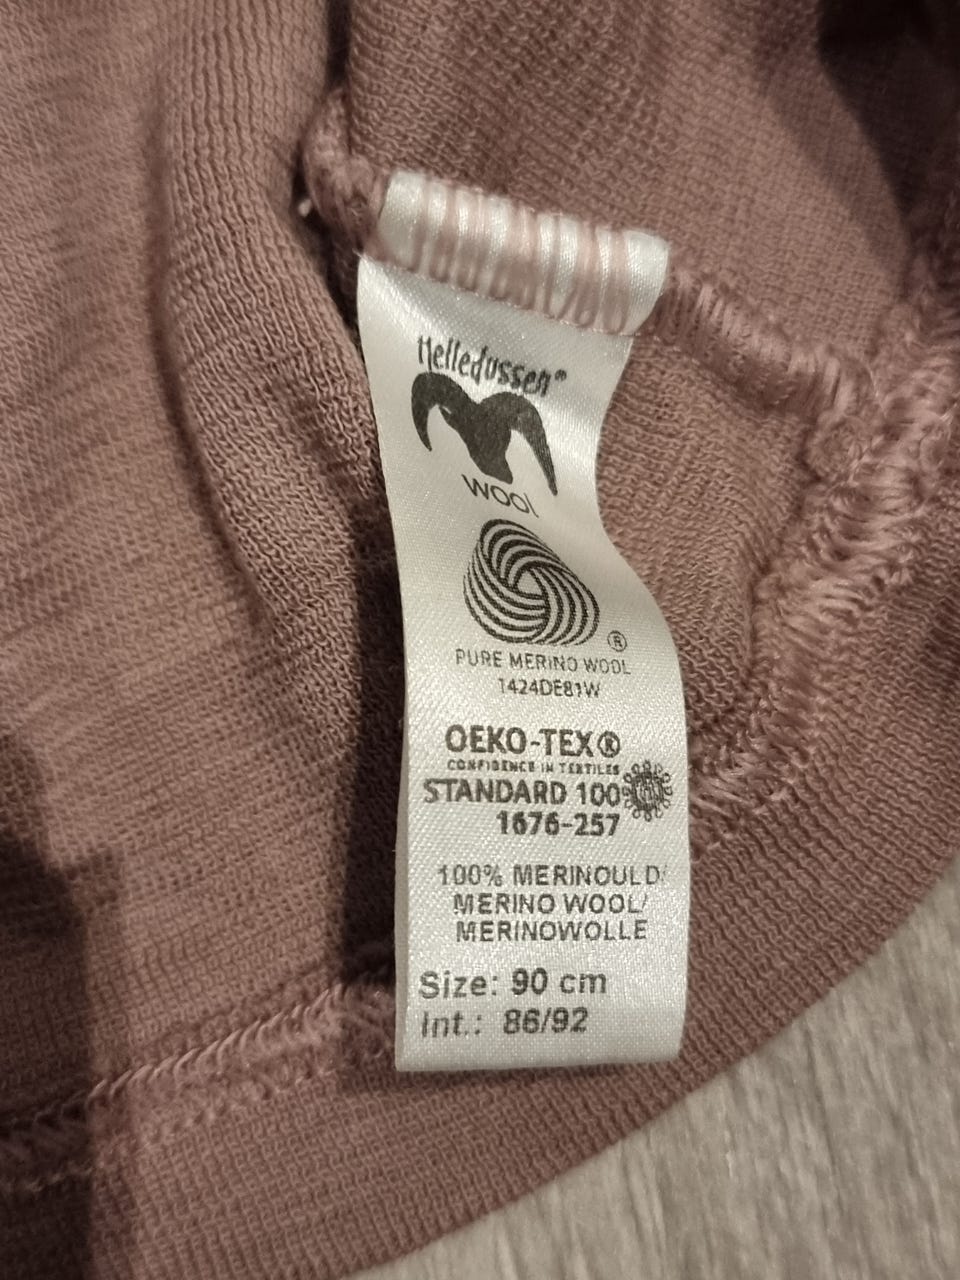 Helledussen®
WOOL
®
PURE MERINO WOOL
1424DE81W
OEKO-TEX®
CONFIDENCE IN TEXTILES
STANDARD 100
1676-257
100% MERINOULD/
MERINO WOOL/
MERINOWOLLE
Size: 90 cm
Int.: 86/92